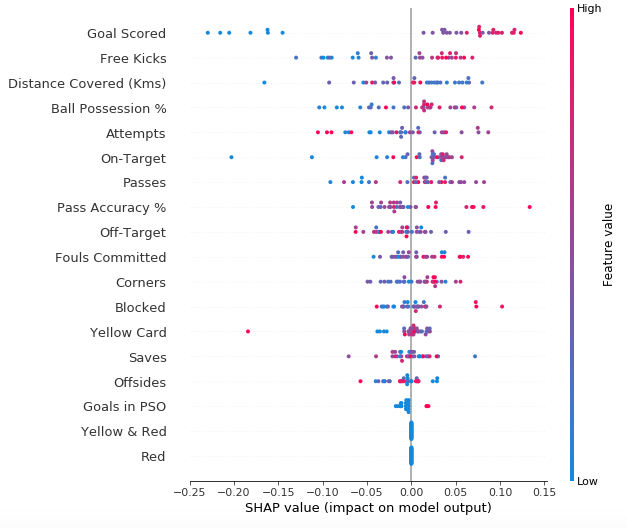 High
Goal Scored
Free Kicks
Distance Covered (Kms)
Ball Possession %
Attempts
On-Target
Passes
Pass Accuracy %
Off-Target
Fouls Committed
Corners
Blocked
Yellow Card
Saves
Offsides
Goals in PSO
Yellow & Red
Red
Feature value
Low
−0.25 −0.20 −0.15 −0.10 −0.05 0.00 0.05 0.10 0.15
SHAP value (impact on model output)